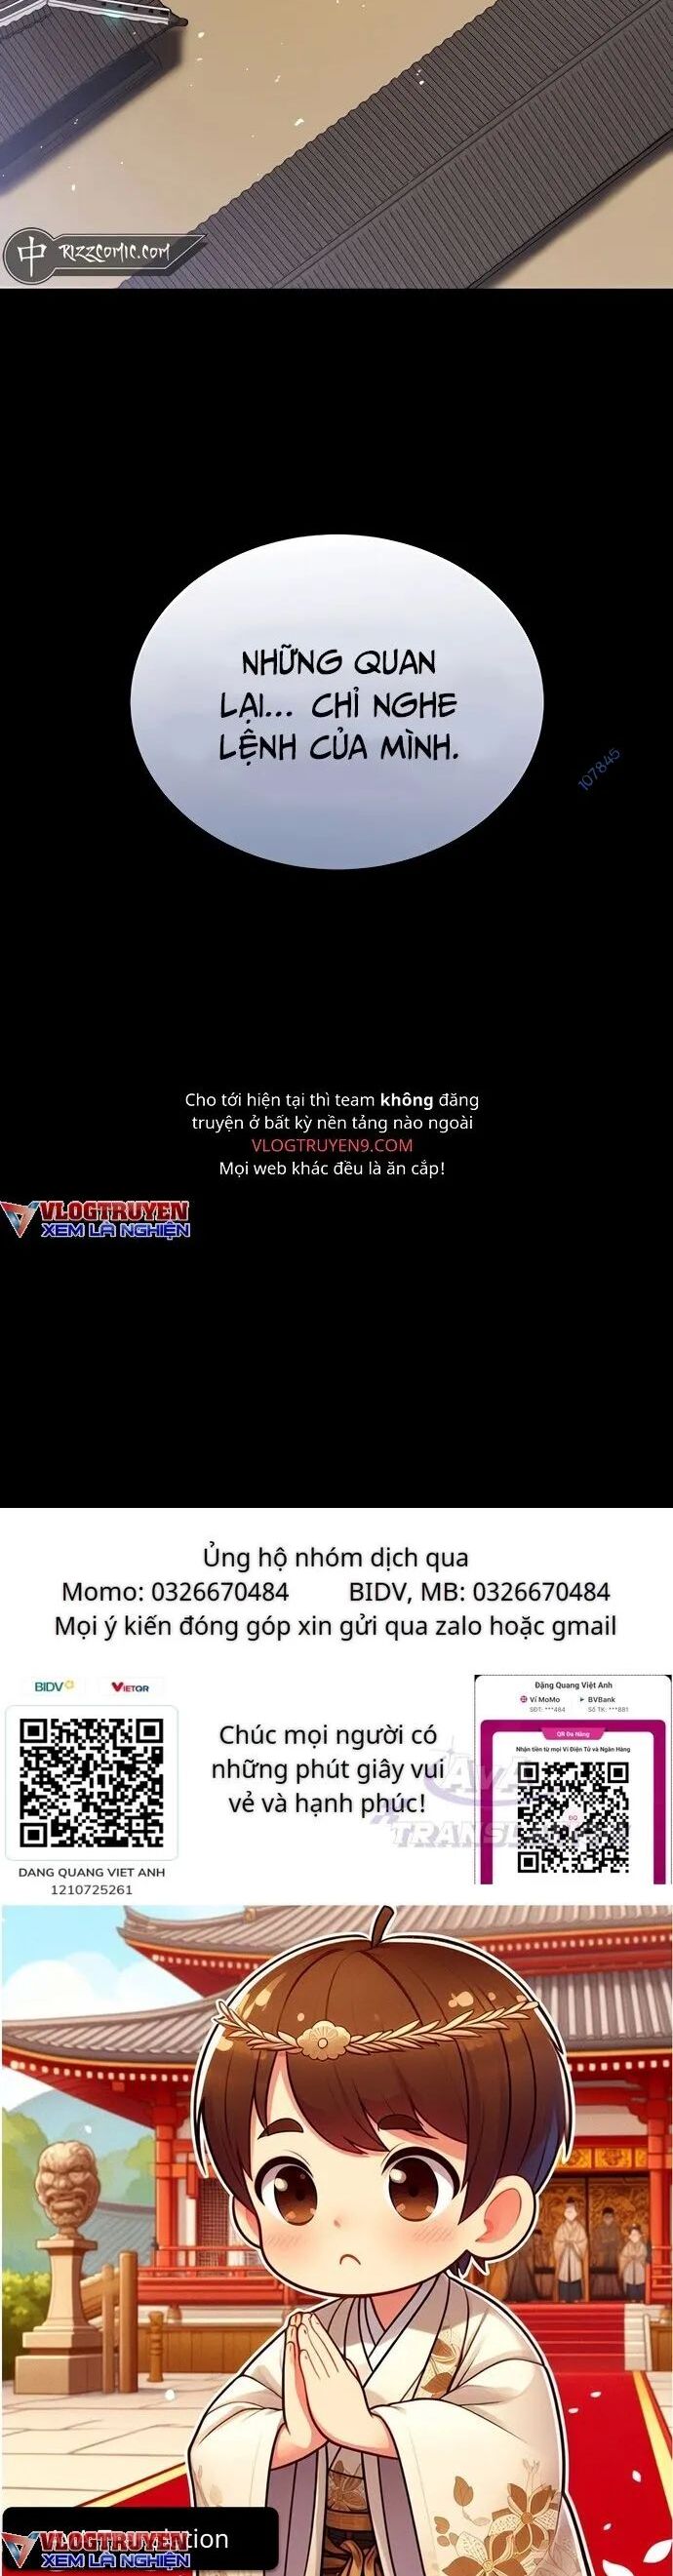 中 RIZZCOMIC.COM
NHỮNG QUAN
LẠI... CHỈ NGHE
LỆNH CỦA MÌNH.
107845
Cho tới hiện tại thì team không đăng
truyện ở bất kỳ nền tảng nào ngoài
VLOGTRUYEN9.COM
Mọi web khác đều là ăn cắp!
VLOGTRUYEN
XEM LÀ NGHIỆN
Ủng hộ nhóm dịch qua
Momo: 0326670484 BIDV, MB: 0326670484
Mọi ý kiến đóng góp xin gửi qua zalo hoặc gmail
BIDV VIETQR
Đặng Quang Việt Anh
Ví MoMo BVBank
SĐT: ***484 Số TK: ***881
QR Đa Năng
Nhận tiền từ mọi Ví Điện Tử và Ngân Hàng
Chúc mọi người có
những phút giây vui
vẻ và hạnh phúc!
AVA
DANG QUANG VIET ANH
1210725261
VLOGTRUYEN
XEM LÀ NGHIỆN